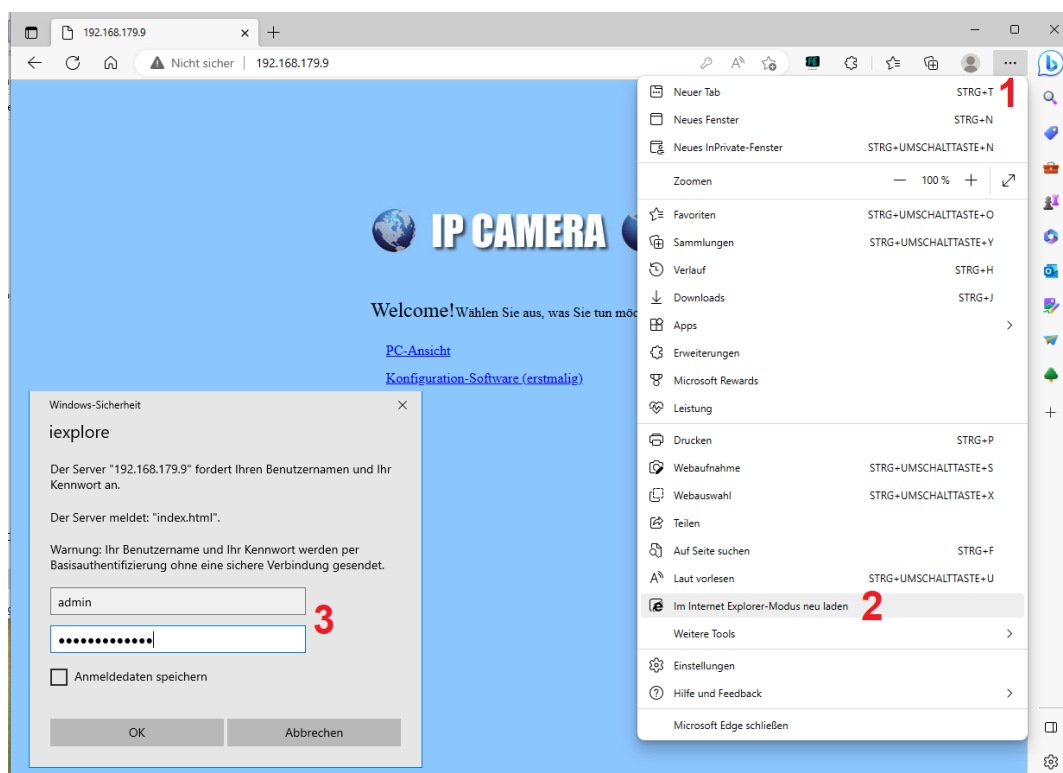 192.168.179.9
Nicht sicher 192.168.179.9
1
Neuer Tab STRG+T
Neues Fenster STRG+N
Neues InPrivate-Fenster STRG+UMSCHALTTASTE+N
Zoomen 100 %
Favoriten STRG+UMSCHALTTASTE+O
Sammlungen STRG+UMSCHALTTASTE+Y
Verlauf STRG+H
Downloads STRG+J
Apps
Erweiterungen
Microsoft Rewards
Leistung
Drucken STRG+P
Webaufnahme STRG+UMSCHALTTASTE+S
Webauswahl STRG+UMSCHALTTASTE+X
Teilen
Auf Seite suchen STRG+F
Laut vorlesen STRG+UMSCHALTTASTE+U
Im Internet Explorer-Modus neu laden 2
Weitere Tools
Einstellungen
Hilfe und Feedback
Microsoft Edge schließen
IP CAMERA
Welcome!Wählen Sie aus, was Sie tun möc
PC-Ansicht
Konfiguration-Software (erstmalig)
Windows-Sicherheit
iexplore
Der Server "192.168.179.9" fordert Ihren Benutzernamen und Ihr
Kennwort an.
Der Server meldet: "index.html".
Warnung: Ihr Benutzername und Ihr Kennwort werden per
Basisauthentifizierung ohne eine sichere Verbindung gesendet.
admin
3
•••••••••••••
Anmeldedaten speichern
OK Abbrechen